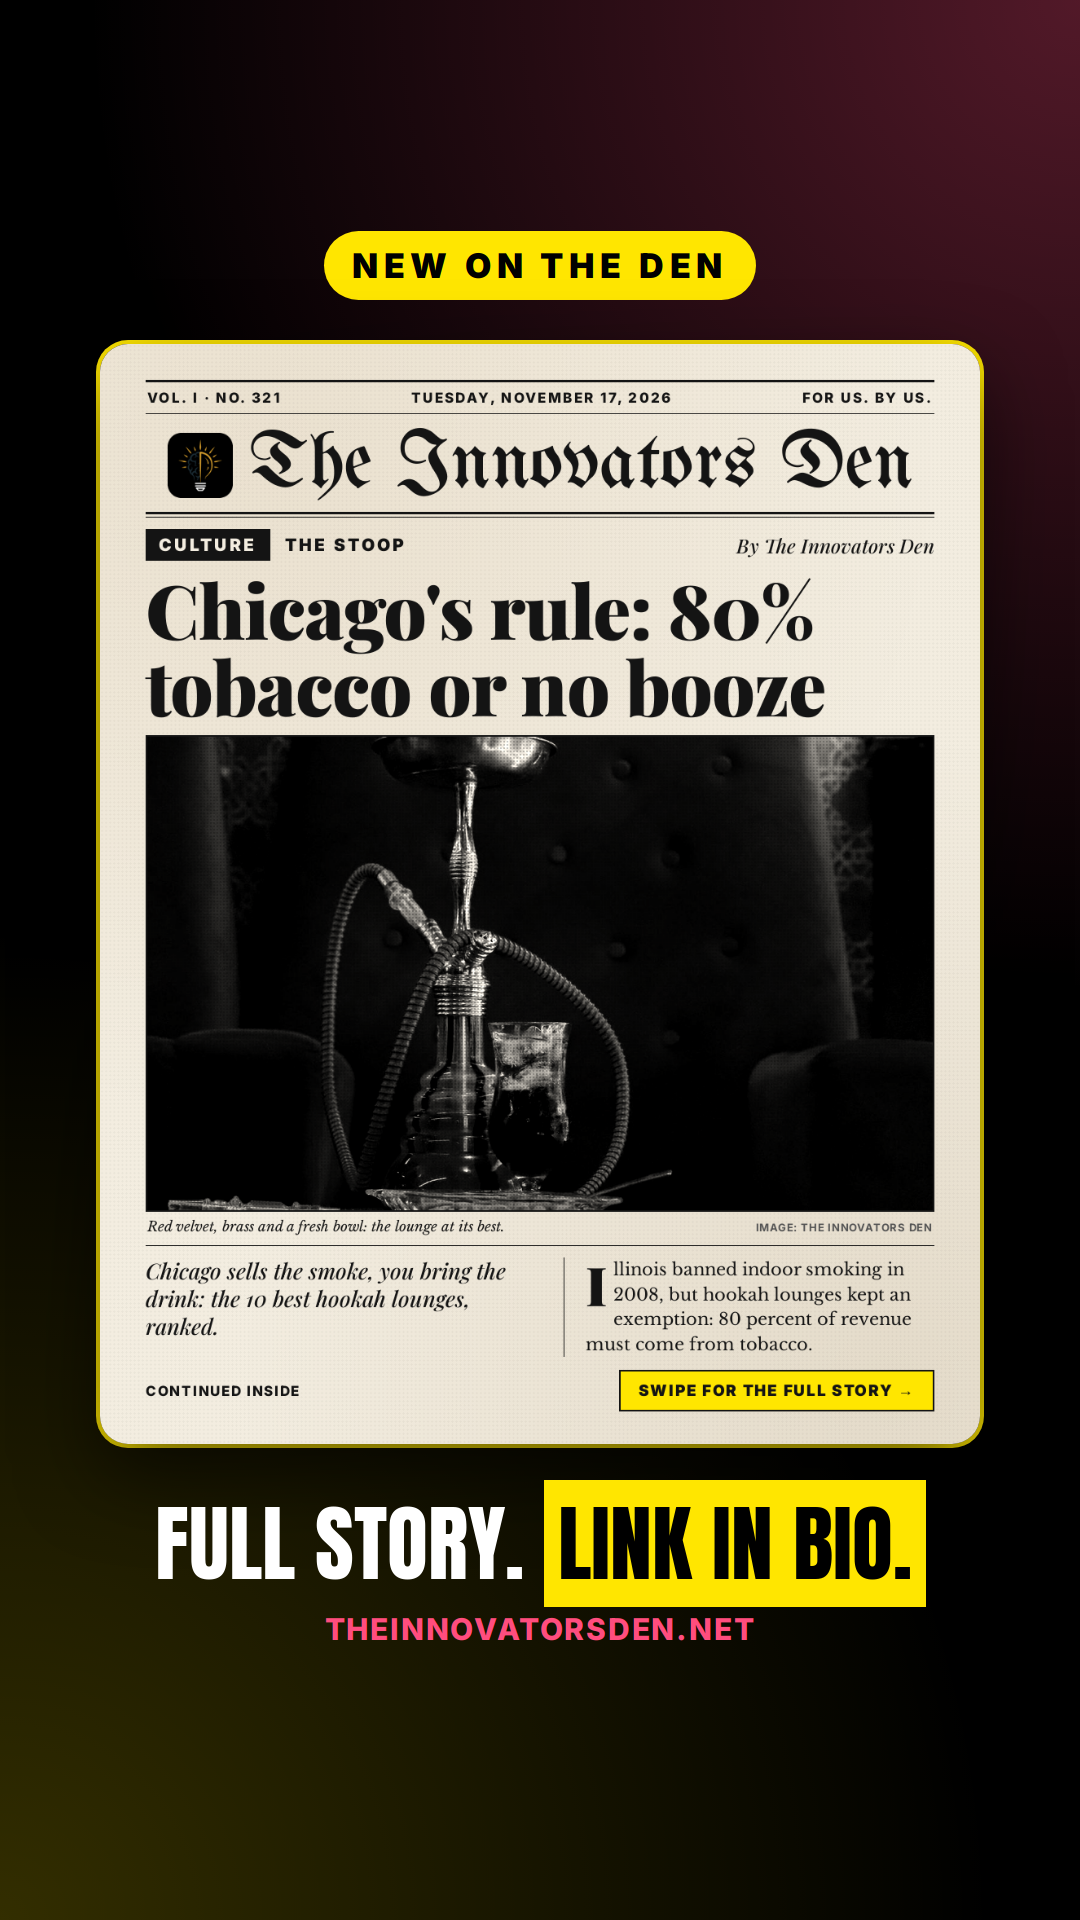 NEW ON THE DEN
VOL. I · NO. 321
TUESDAY, NOVEMBER 17, 2026
FOR US. BY US.
The Innovators Den
CULTURE THE STOOP
By The Innovators Den
Chicago's rule: 80%
tobacco or no booze
Red velvet, brass and a fresh bowl: the lounge at its best.
IMAGE: THE INNOVATORS DEN
Chicago sells the smoke, you bring the
drink: the 10 best hookah lounges,
ranked.
Illinois banned indoor smoking in
2008, but hookah lounges kept an
exemption: 80 percent of revenue
must come from tobacco.
CONTINUED INSIDE
SWIPE FOR THE FULL STORY →
FULL STORY. LINK IN BIO.
THEINNOVATORSDEN.NET